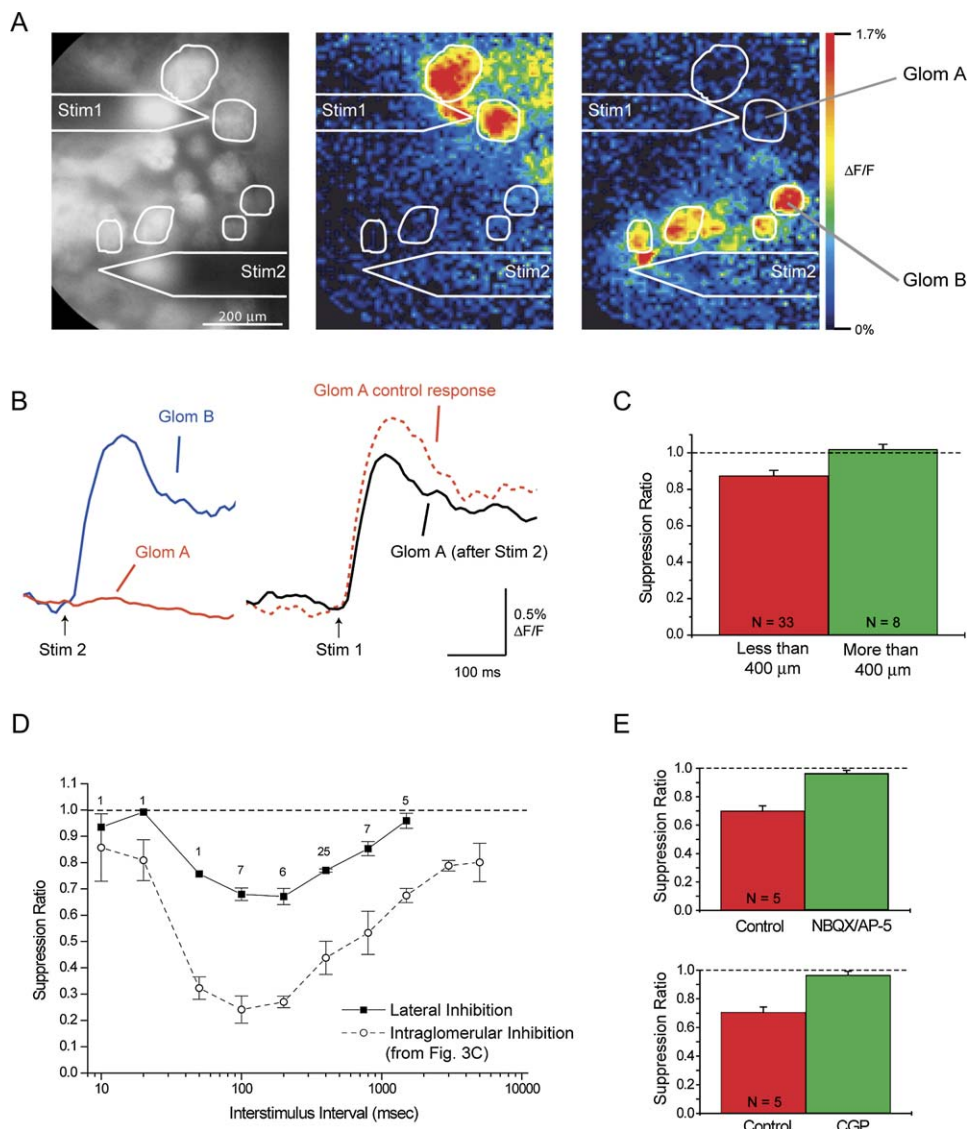 A
Stim1
Stim2
200 μm
Stim1
Stim2
Stim1
Stim2
1.7%
ΔF/F
0%
Glom A
Glom B
B
Glom B
Glom A
Stim 2
Glom A control response
Glom A (after Stim 2)
Stim 1
0.5%
ΔF/F
100 ms
C
Suppression Ratio
1.0
0.8
0.6
0.4
0.2
0.0
N = 33
N = 8
Less than
400 μm
More than
400 μm
D
Suppression Ratio
1.1
1.0
0.9
0.8
0.7
0.6
0.5
0.4
0.3
0.2
0.1
0.0
1
1
1
7
6
25
7
5
Lateral Inhibition
Intraglomerular Inhibition
(from Fig. 3C)
10
100
1000
10000
Interstimulus Interval (msec)
E
Suppression Ratio
1.0
0.8
0.6
0.4
0.2
0.0
N = 5
Control
NBQX/AP-5
Suppression Ratio
1.0
0.8
0.6
0.4
0.2
0.0
N = 5
Control
CGP